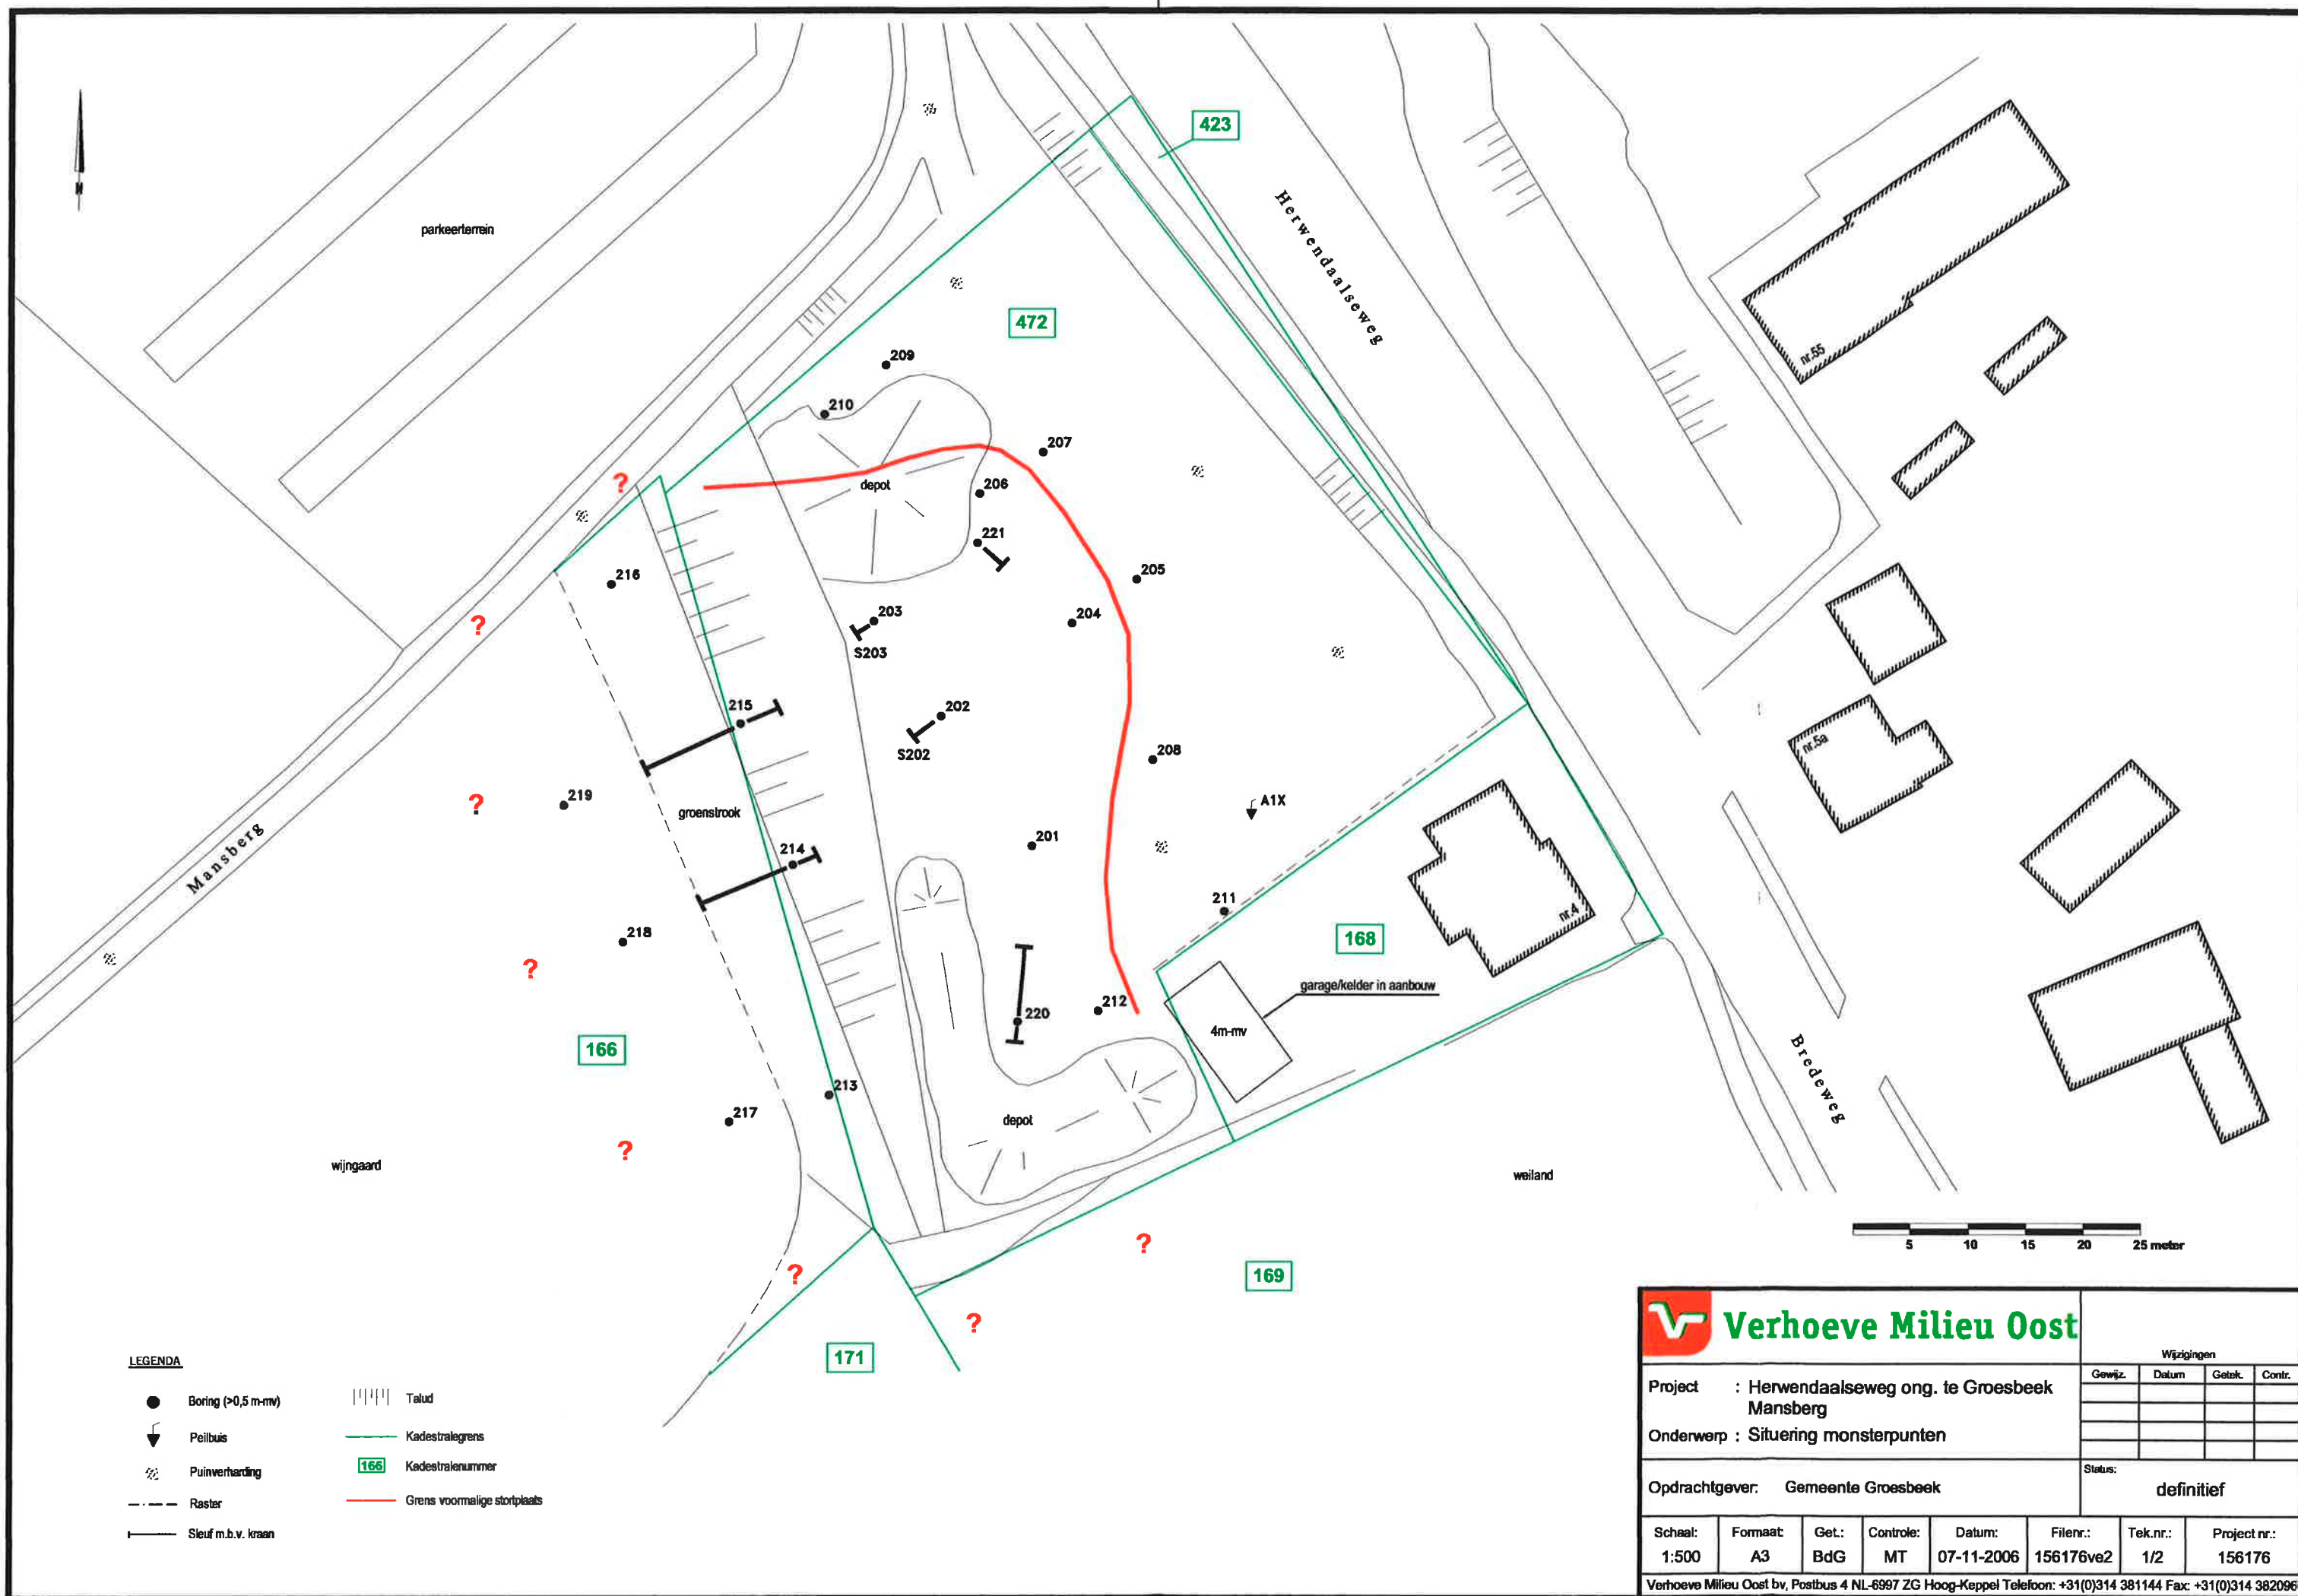 N
parkeerterrein
423
Herwendaalseweg
472
209
210
207
depot
206
221
?
216
?
205
204
203
S203
202
S202
215
208
219
?
groenstrook
A1X
201
214
Mansberg
218
?
211
168
nr.55
nr.5a
nr.4
garage/kelder in aanbouw
4m-mv
212
220
166
213
217
?
depot
wijngaard
weiland
Bredeweg
?
?
?
169
171
5 10 15 20 25 meter
LEGENDA
Boring (>0,5 m-mv)
Peilbuis
Puinverharding
Raster
Sleuf m.b.v. kraan
Talud
Kadestralegrens
166 Kadestralenummer
Grens voormalige stortplaats
Verhoeve Milieu Oost
Wijzigingen
Gewijz. Datum Getek. Contr.
Project : Herwendaalseweg ong. te Groesbeek
Mansberg
Onderwerp : Situering monsterpunten
Opdrachtgever: Gemeente Groesbeek
Status:
definitief
Schaal: Formaat: Get.: Controle: Datum: Filenr.: Tek.nr.: Project nr.:
1:500 A3 BdG MT 07-11-2006 156176ve2 1/2 156176
Verhoeve Milieu Oost bv, Postbus 4 NL-6997 ZG Hoog-Keppel Telefoon: +31(0)314 381144 Fax: +31(0)314 382096